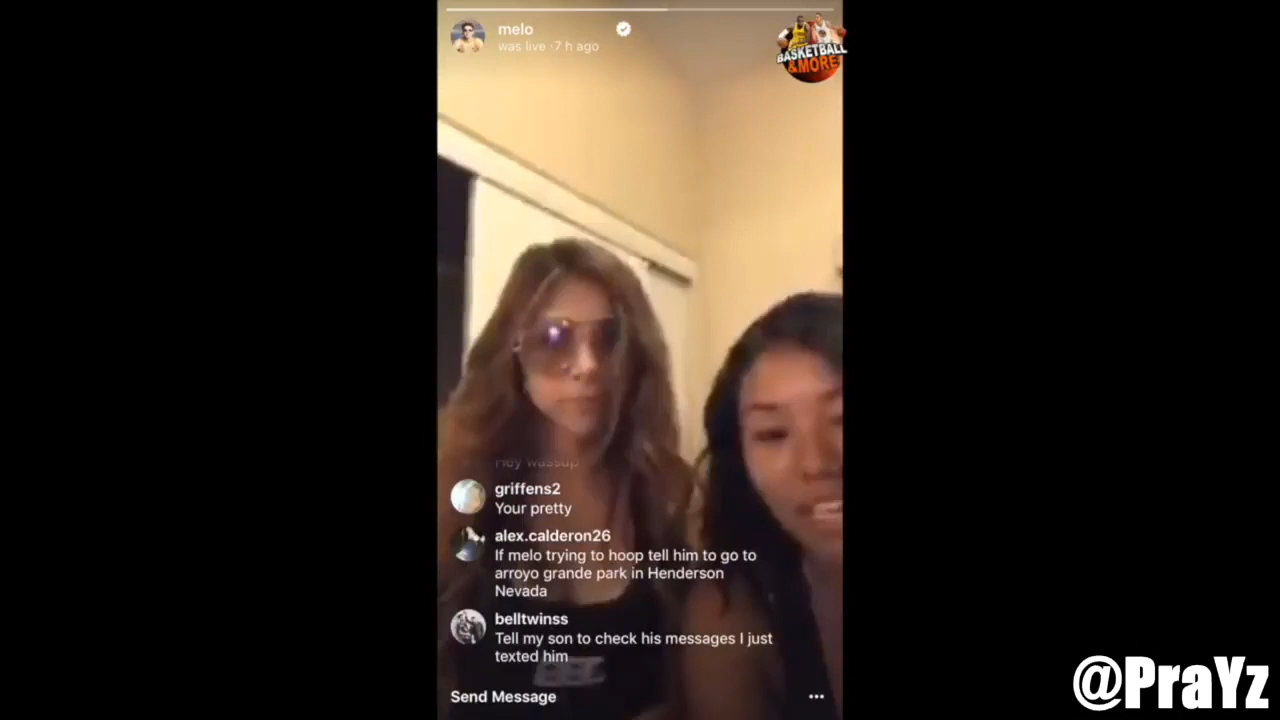 melo
was live · 7 h ago
BASKETBALL
&MORE
Hey wassup
griffens2
Your pretty
alex.calderon26
If melo trying to hoop tell him to go to
arroyo grande park in Henderson
Nevada
belltwinss
Tell my son to check his messages I just
texted him
Send Message
@PraYz